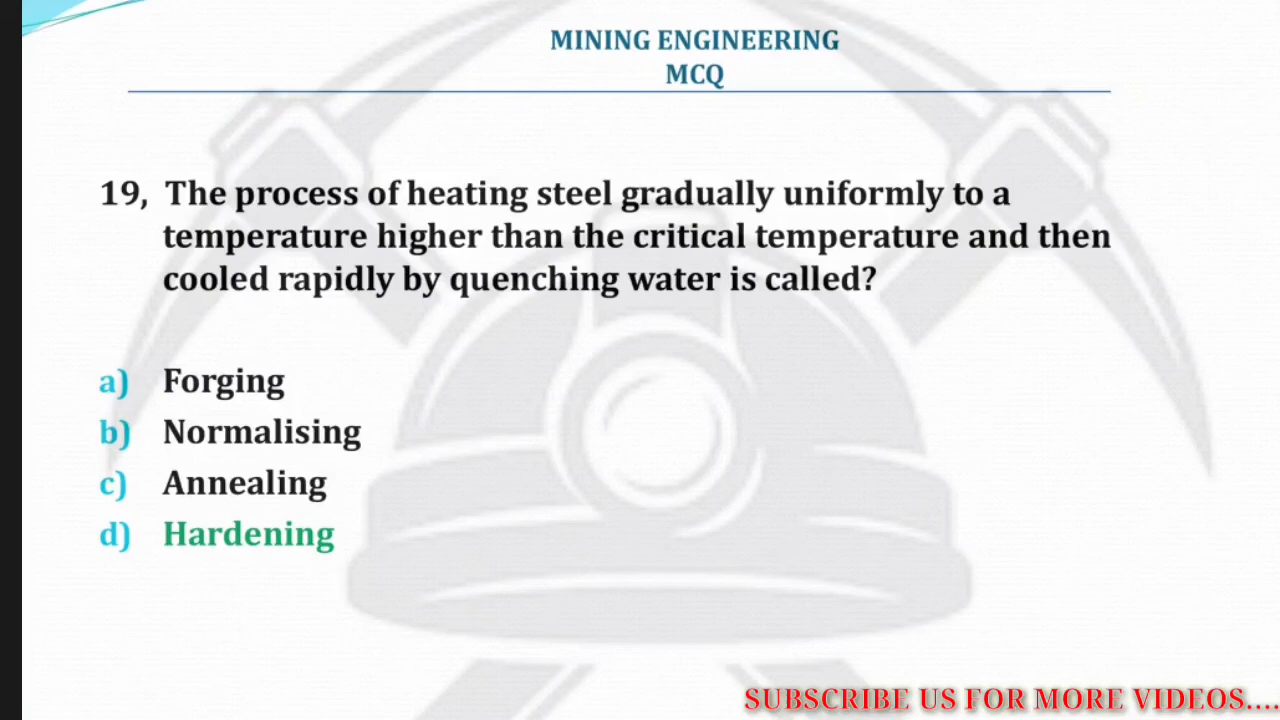 MINING ENGINEERING
MCQ
19, The process of heating steel gradually uniformly to a
temperature higher than the critical temperature and then
cooled rapidly by quenching water is called?
a) Forging
b) Normalising
c) Annealing
d) Hardening
SUBSCRIBE US FOR MORE VIDEOS....